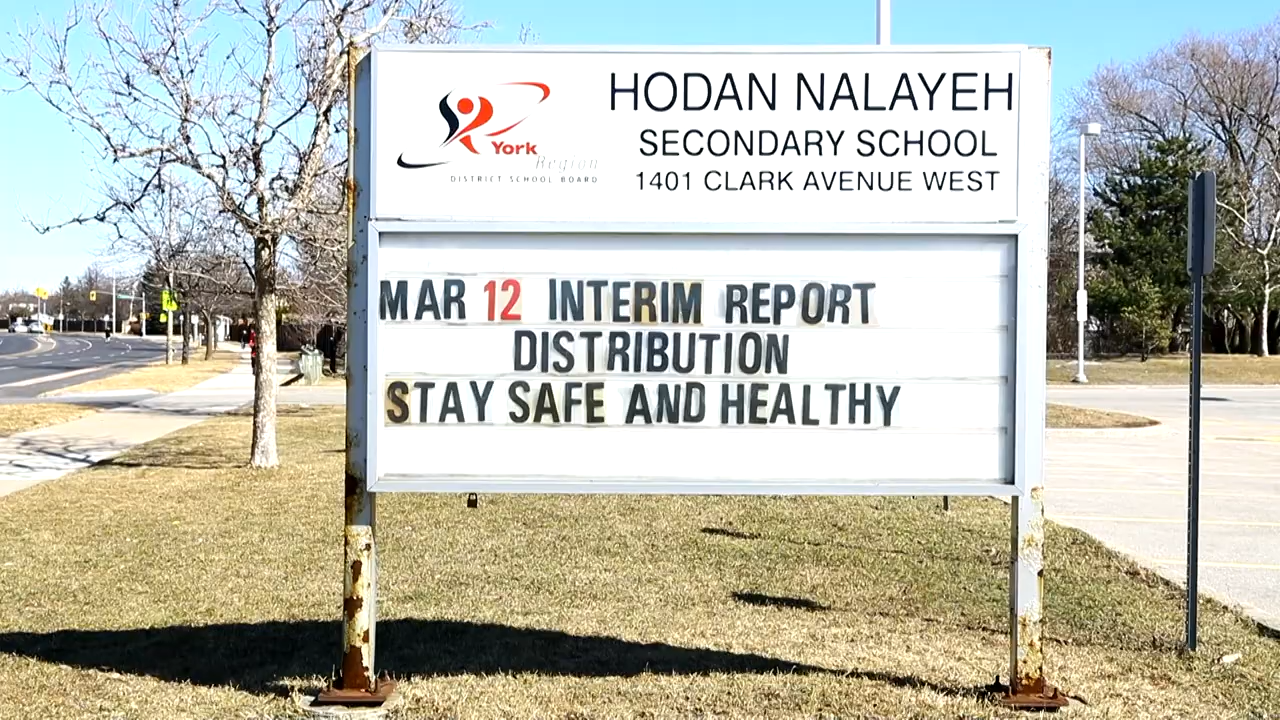 York
Region
DISTRICT SCHOOL BOARD
HODAN NALAYEH
SECONDARY SCHOOL
1401 CLARK AVENUE WEST
MAR 12 INTERIM REPORT
DISTRIBUTION
STAY SAFE AND HEALTHY